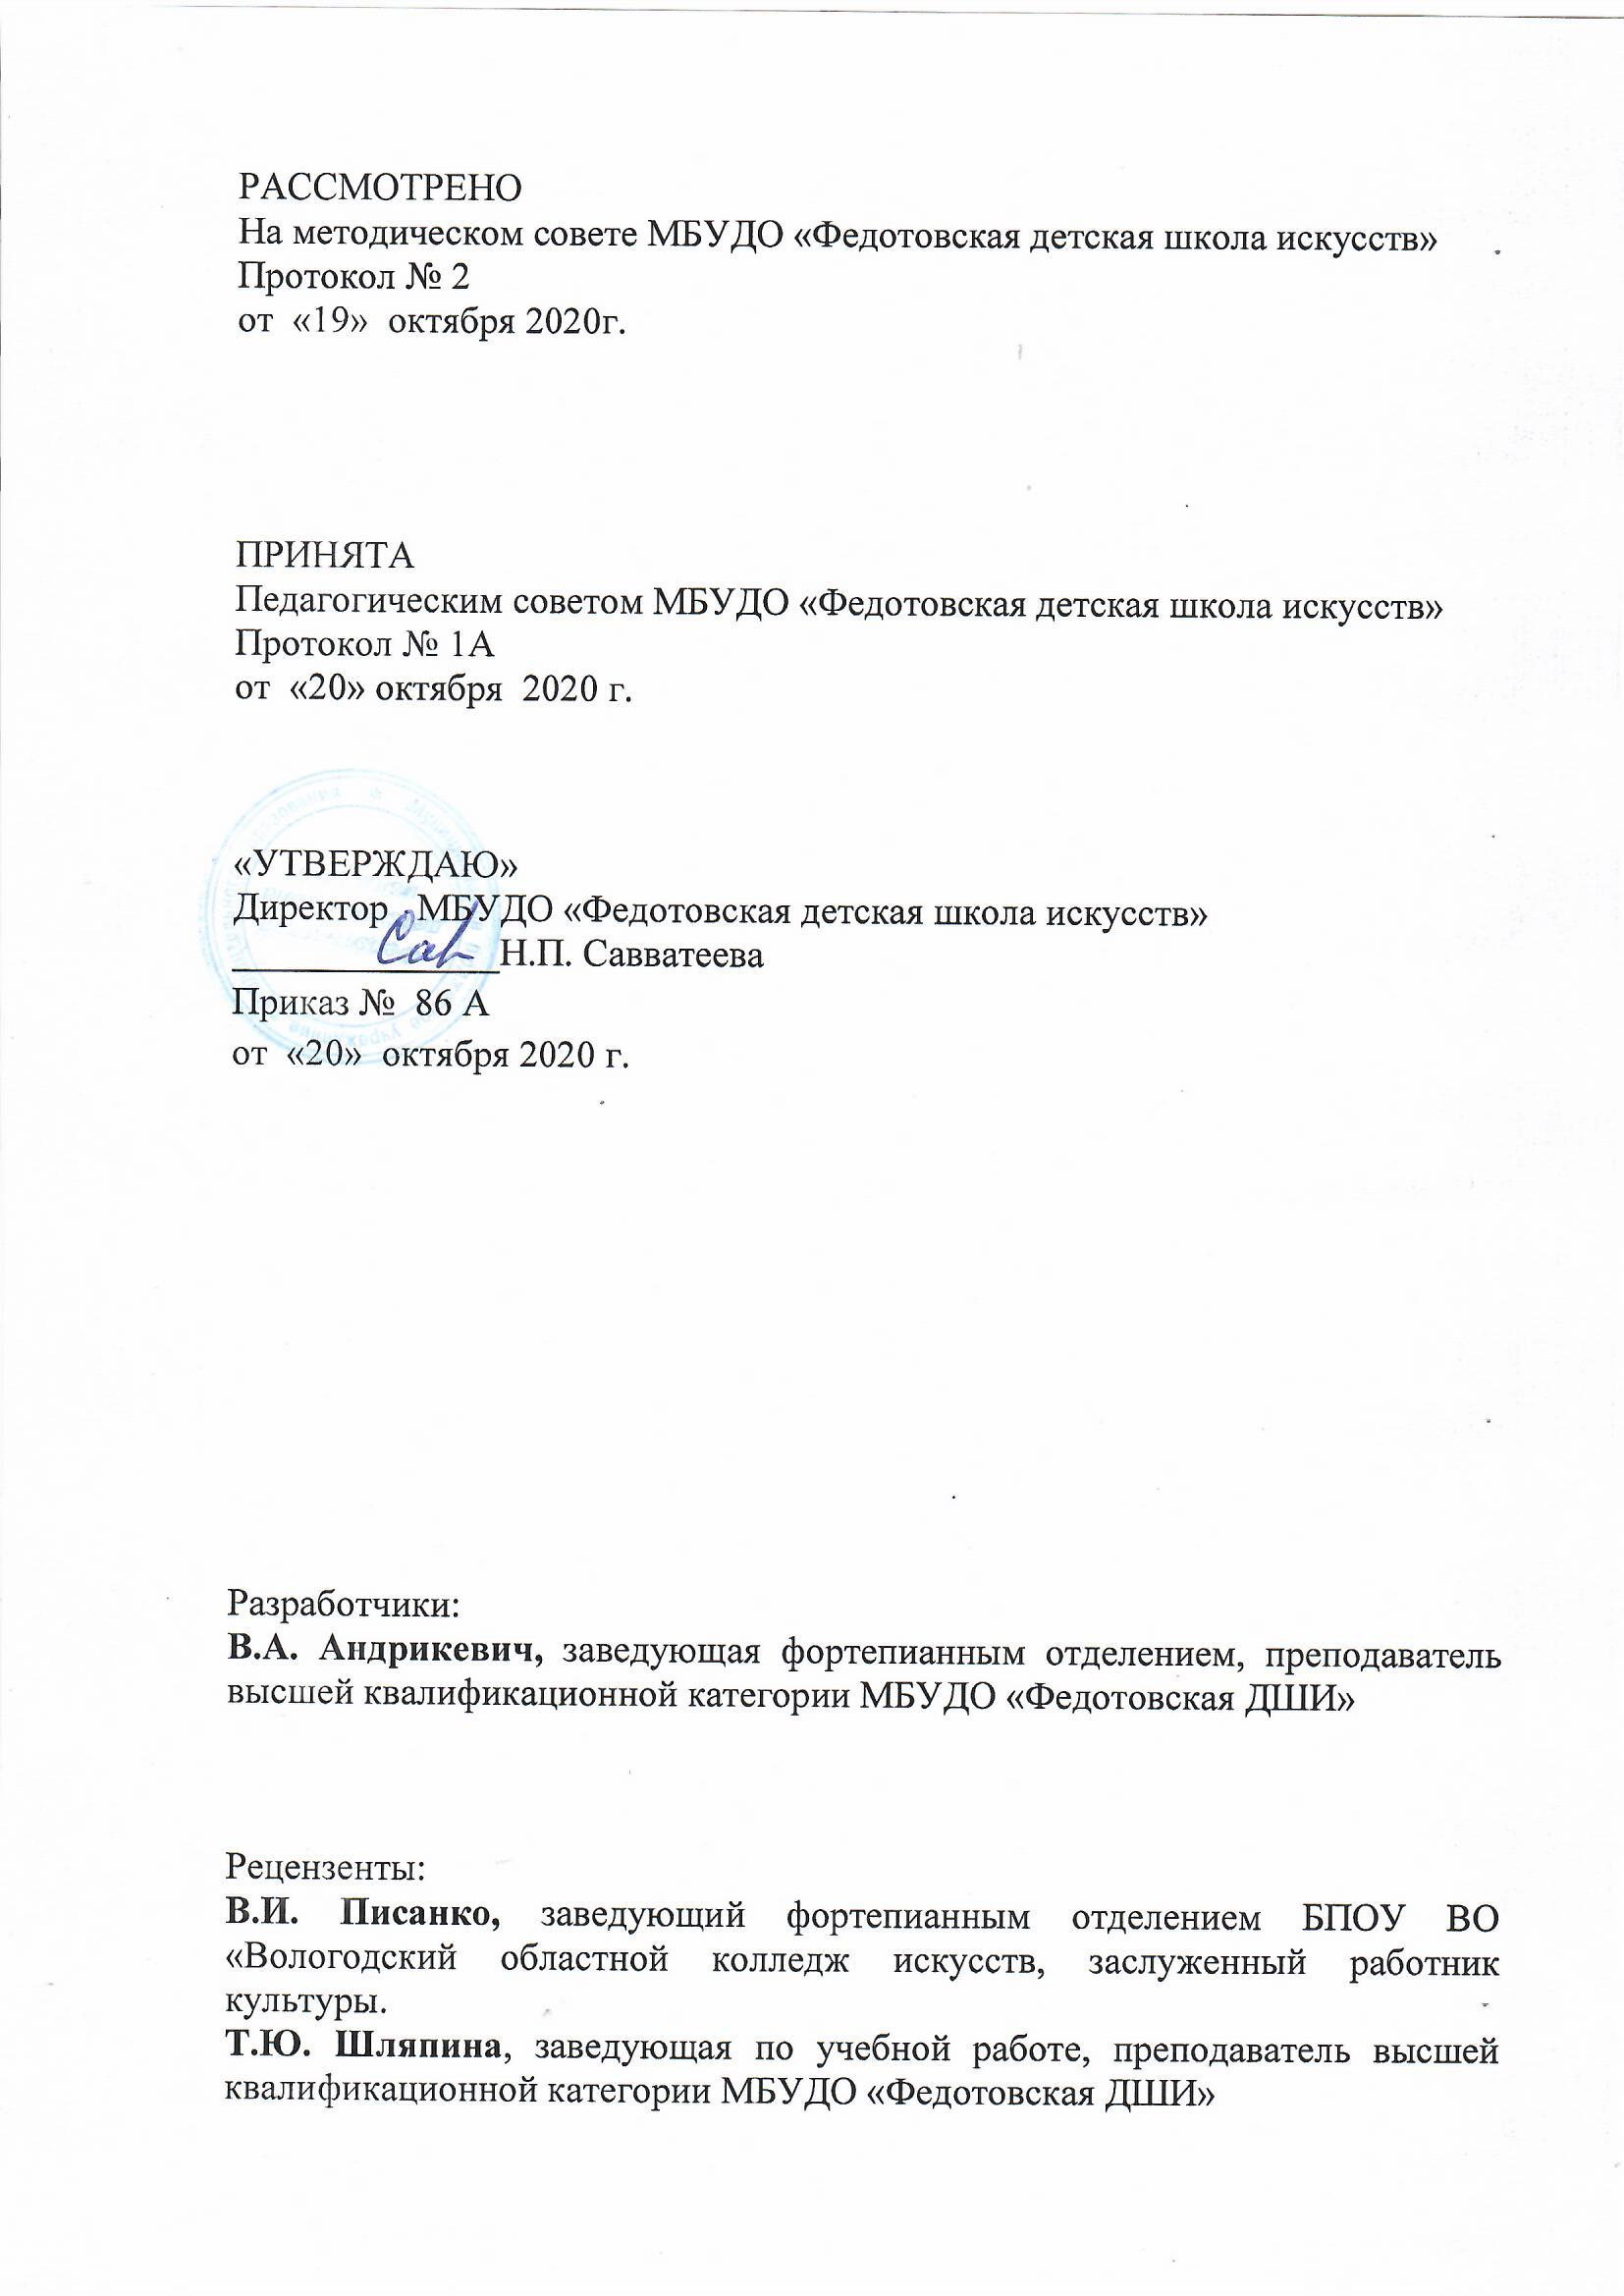 РАССМОТРЕНО
На методическом совете МБУДО «Федотовская детская школа искусств»
Протокол № 2
от «19» октября 2020г.
ПРИНЯТА
Педагогическим советом МБУДО «Федотовская детская школа искусств»
Протокол № 1А
от «20» октября 2020 г.
«УТВЕРЖДАЮ»
Директор МБУДО «Федотовская детская школа искусств»
Н.П. Савватеева
Приказ № 86 А
от «20» октября 2020 г.
Разработчики:
В.А. Андрикевич, заведующая фортепианным отделением, преподаватель
высшей квалификационной категории МБУДО «Федотовская ДШИ»
Рецензенты:
В.И. Писанко, заведующий фортепианным отделением БПОУ ВО
«Вологодский областной колледж искусств, заслуженный работник
культуры.
Т.Ю. Шляпина, заведующая по учебной работе, преподаватель высшей
квалификационной категории МБУДО «Федотовская ДШИ»